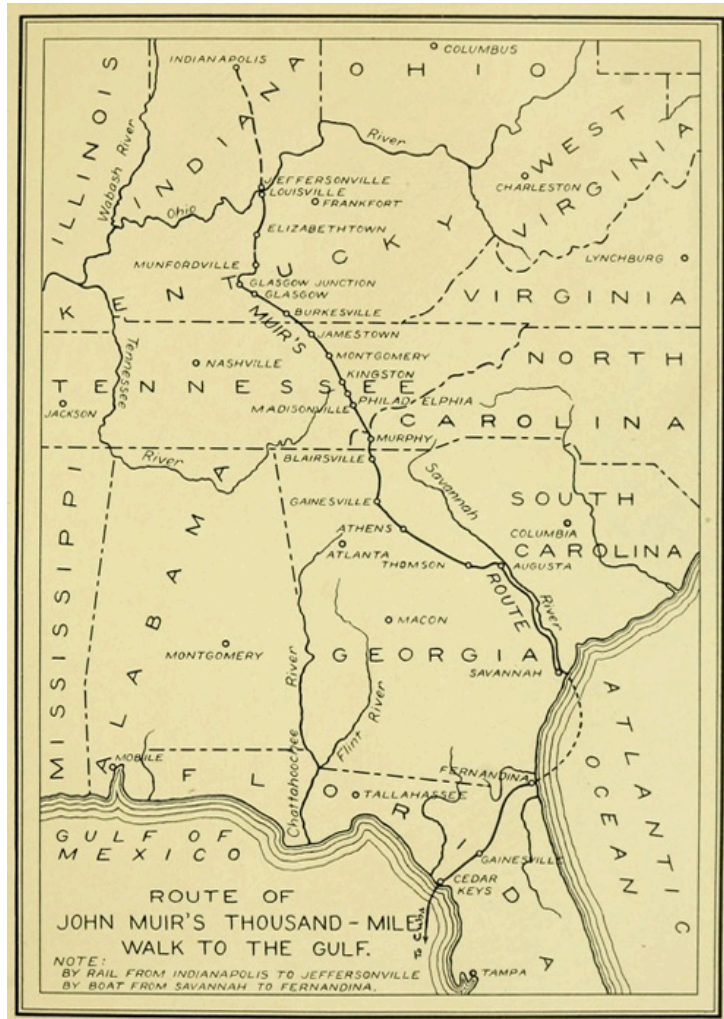 INDIANAPOLIS
COLUMBUS
ILLINOIS
INDIANA
OHIO
WEST
VIRGINIA
Wabash River
River
CHARLESTON
JEFFERSONVILLE
LOUISVILLE
FRANKFORT
Ohio
ELIZABETHTOWN
LYNCHBURG
MUNFORDVILLE
KENTUCKY
GLASGOW JUNCTION
GLASGOW
VIRGINIA
BURKESVILLE
MUIR'S
JAMESTOWN
Tennessee
NASHVILLE
MONTGOMERY
NORTH
KINGSTON
TENNESSEE
JACKSON
MADISONVILLE
PHILADELPHIA
CAROLINA
MURPHY
River
BLAIRSVILLE
Savannah
GAINESVILLE
SOUTH
ATHENS
COLUMBIA
ATLANTA
CAROLINA
THOMSON
AUGUSTA
ROUTE
River
MISSISSIPPI
ALABAMA
MACON
MONTGOMERY
GEORGIA
River
SAVANNAH
Flint River
Chattahoochee
ATLANTIC
OCEAN
MOBILE
FERNANDINA
FLORIDA
TALLAHASSEE
GULF OF
MEXICO
GAINESVILLE
CEDAR
KEYS
To Cuba
TAMPA
ROUTE OF
JOHN MUIR'S THOUSAND-MILE
WALK TO THE GULF.
NOTE:
BY RAIL FROM INDIANAPOLIS TO JEFFERSONVILLE
BY BOAT FROM SAVANNAH TO FERNANDINA.